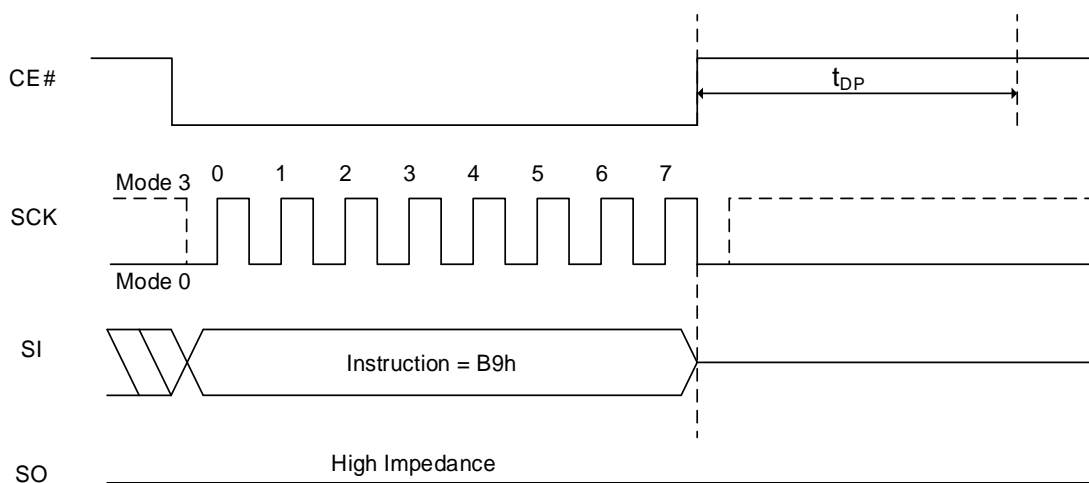 CE#
tDP
Mode 3
0 1 2 3 4 5 6 7
SCK
Mode 0
SI
Instruction = B9h
High Impedance
SO